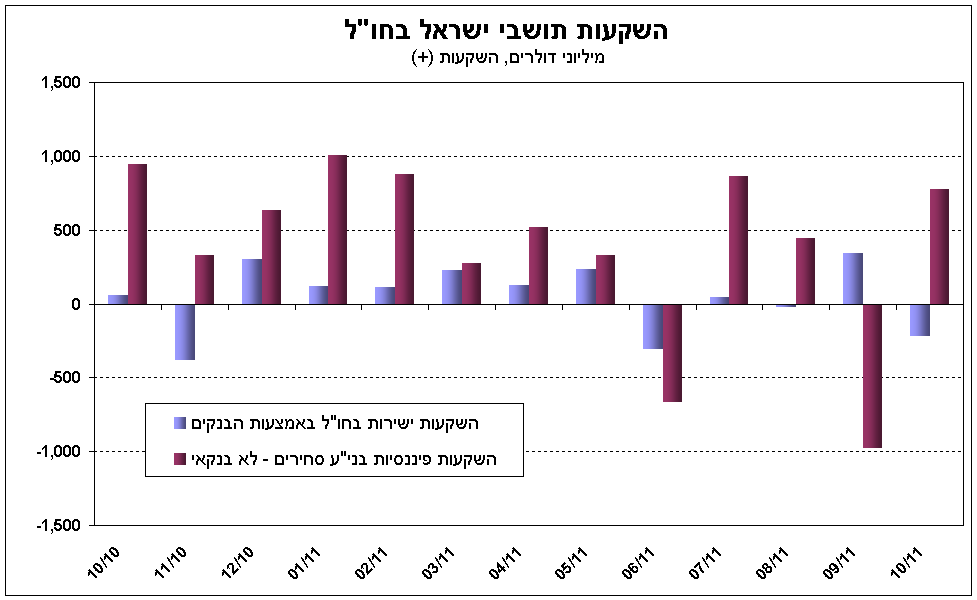 השקעות תושבי ישראל בחו"ל
מיליוני דולרים, השקעות (+)
1,500
1,000
500
0
-500
-1,000
-1,500
השקעות ישירות בחו"ל באמצעות הבנקים
השקעות פיננסיות בני"ע סחירים - לא בנקאי
10/10 11/10 12/10 01/11 02/11 03/11 04/11 05/11 06/11 07/11 08/11 09/11 10/11